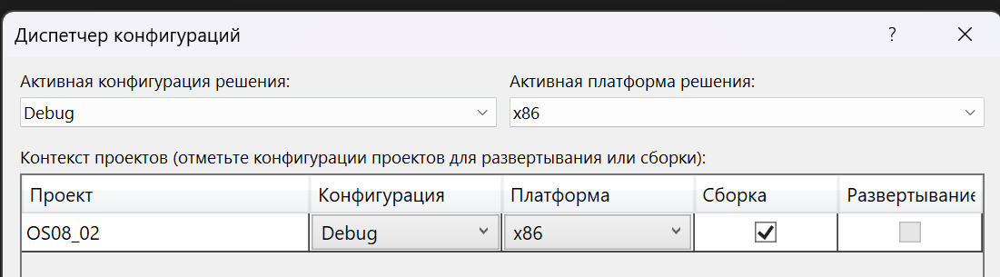 Диспетчер конфигураций ?
Активная конфигурация решения: Активная платформа решения:
Debug x86
Контекст проектов (отметьте конфигурации проектов для развертывания или сборки):
Проект Конфигурация Платформа Сборка Развертывание
OS08_02 Debug x86